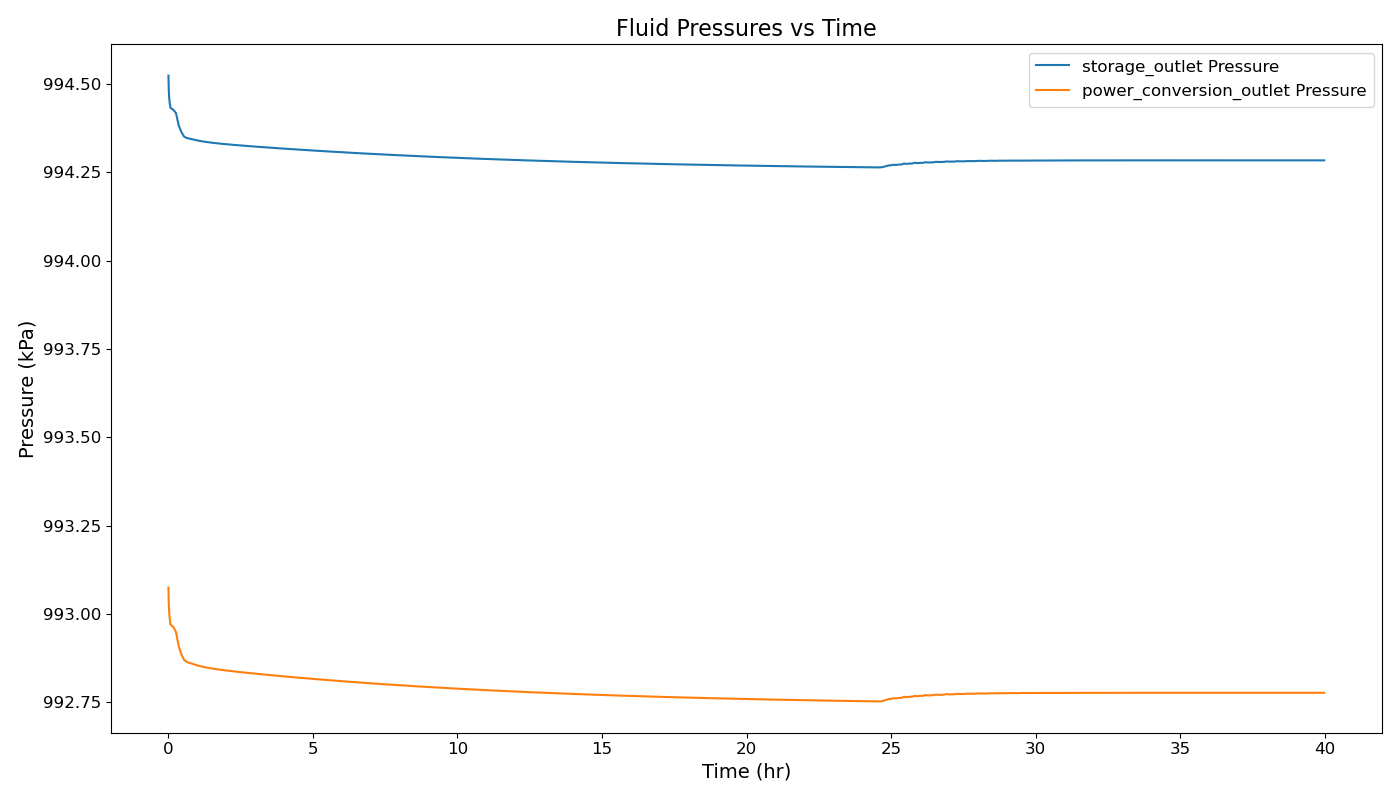 Fluid Pressures vs Time
storage_outlet Pressure
power_conversion_outlet Pressure
Pressure (kPa)
994.50
994.25
994.00
993.75
993.50
993.25
993.00
992.75
0 5 10 15 20 25 30 35 40
Time (hr)